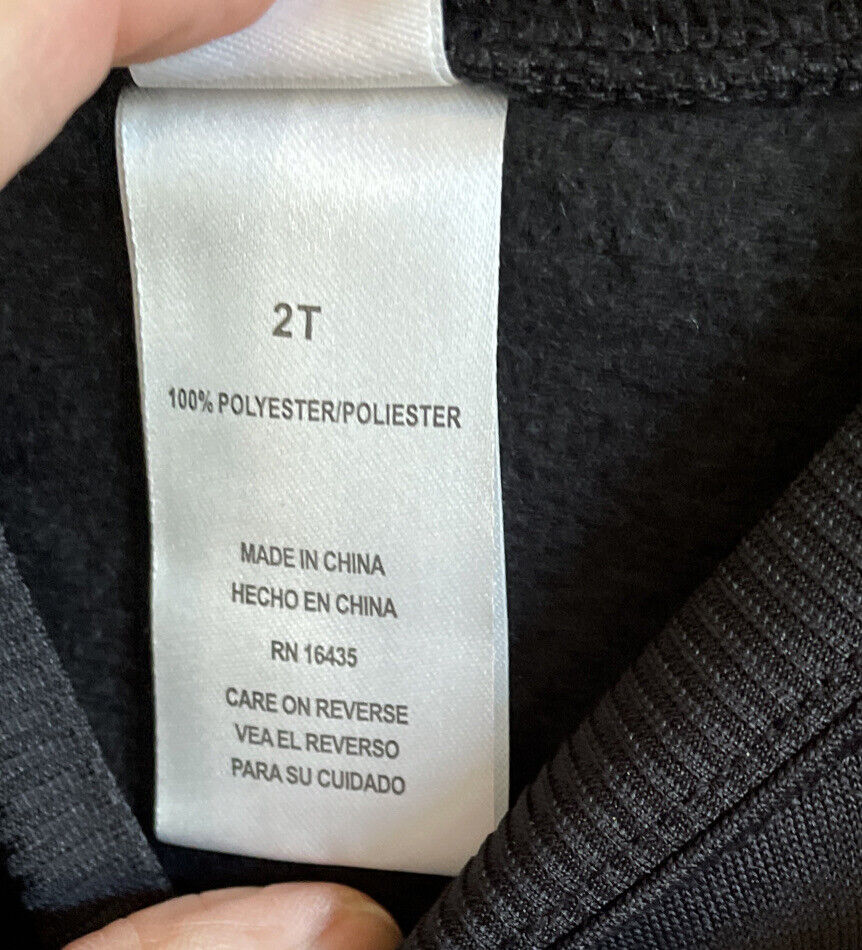 2T
100% POLYESTER/POLIESTER
MADE IN CHINA
HECHO EN CHINA
RN 16435
CARE ON REVERSE
VEA EL REVERSO
PARA SU CUIDADO